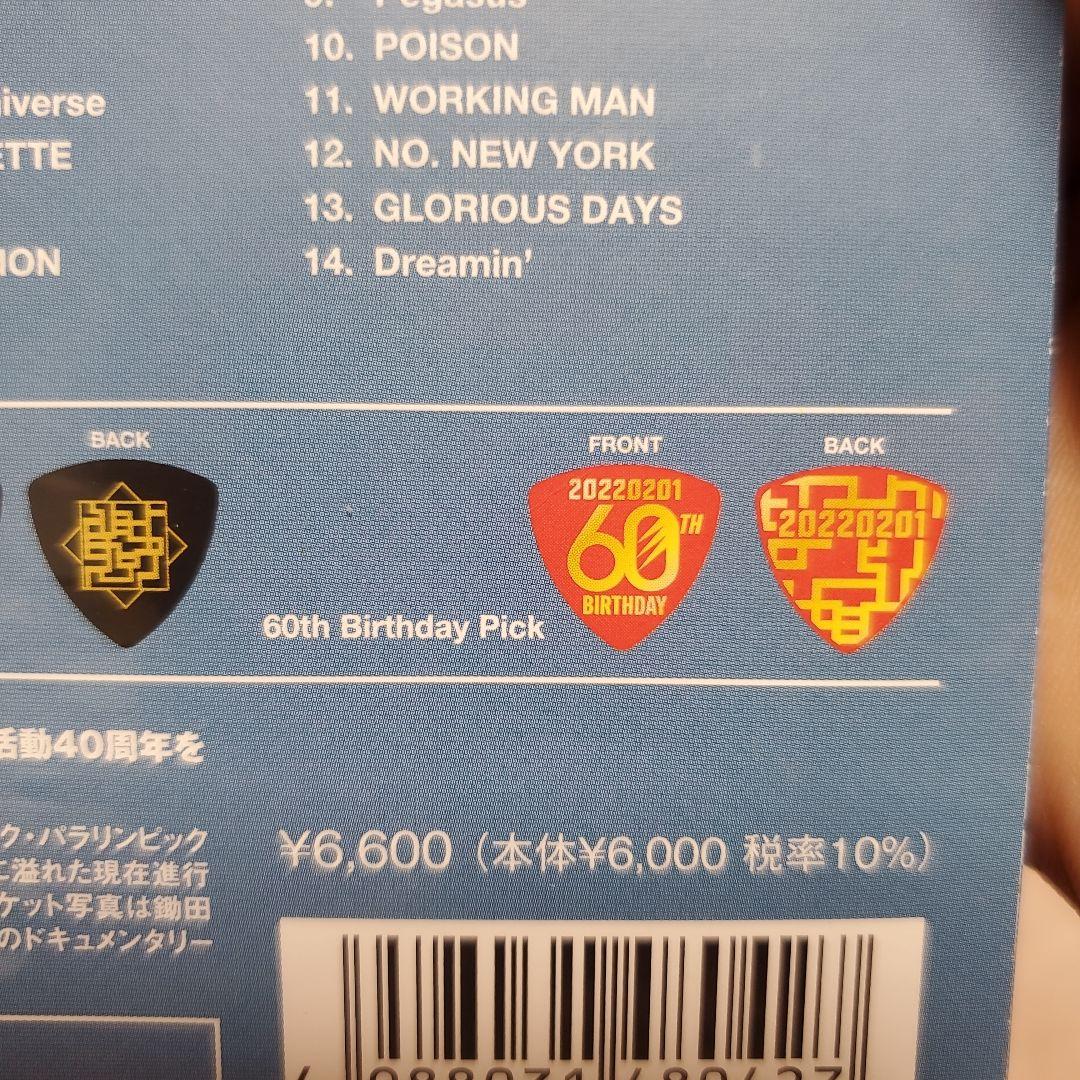 9. Pegasus
10. POISON
niverse
11. WORKING MAN
ETTE
12. NO. NEW YORK
13. GLORIOUS DAYS
ION
14. Dreamin'
BACK
FRONT
BACK
20220201
60TH
BIRTHDAY
20220201
60th Birthday Pick
活動40周年を
ク・パラリンピック
に溢れた現在進行
ケット写真は鋤田
のドキュメンタリー
¥6,600（本体¥6,000 税率10%）